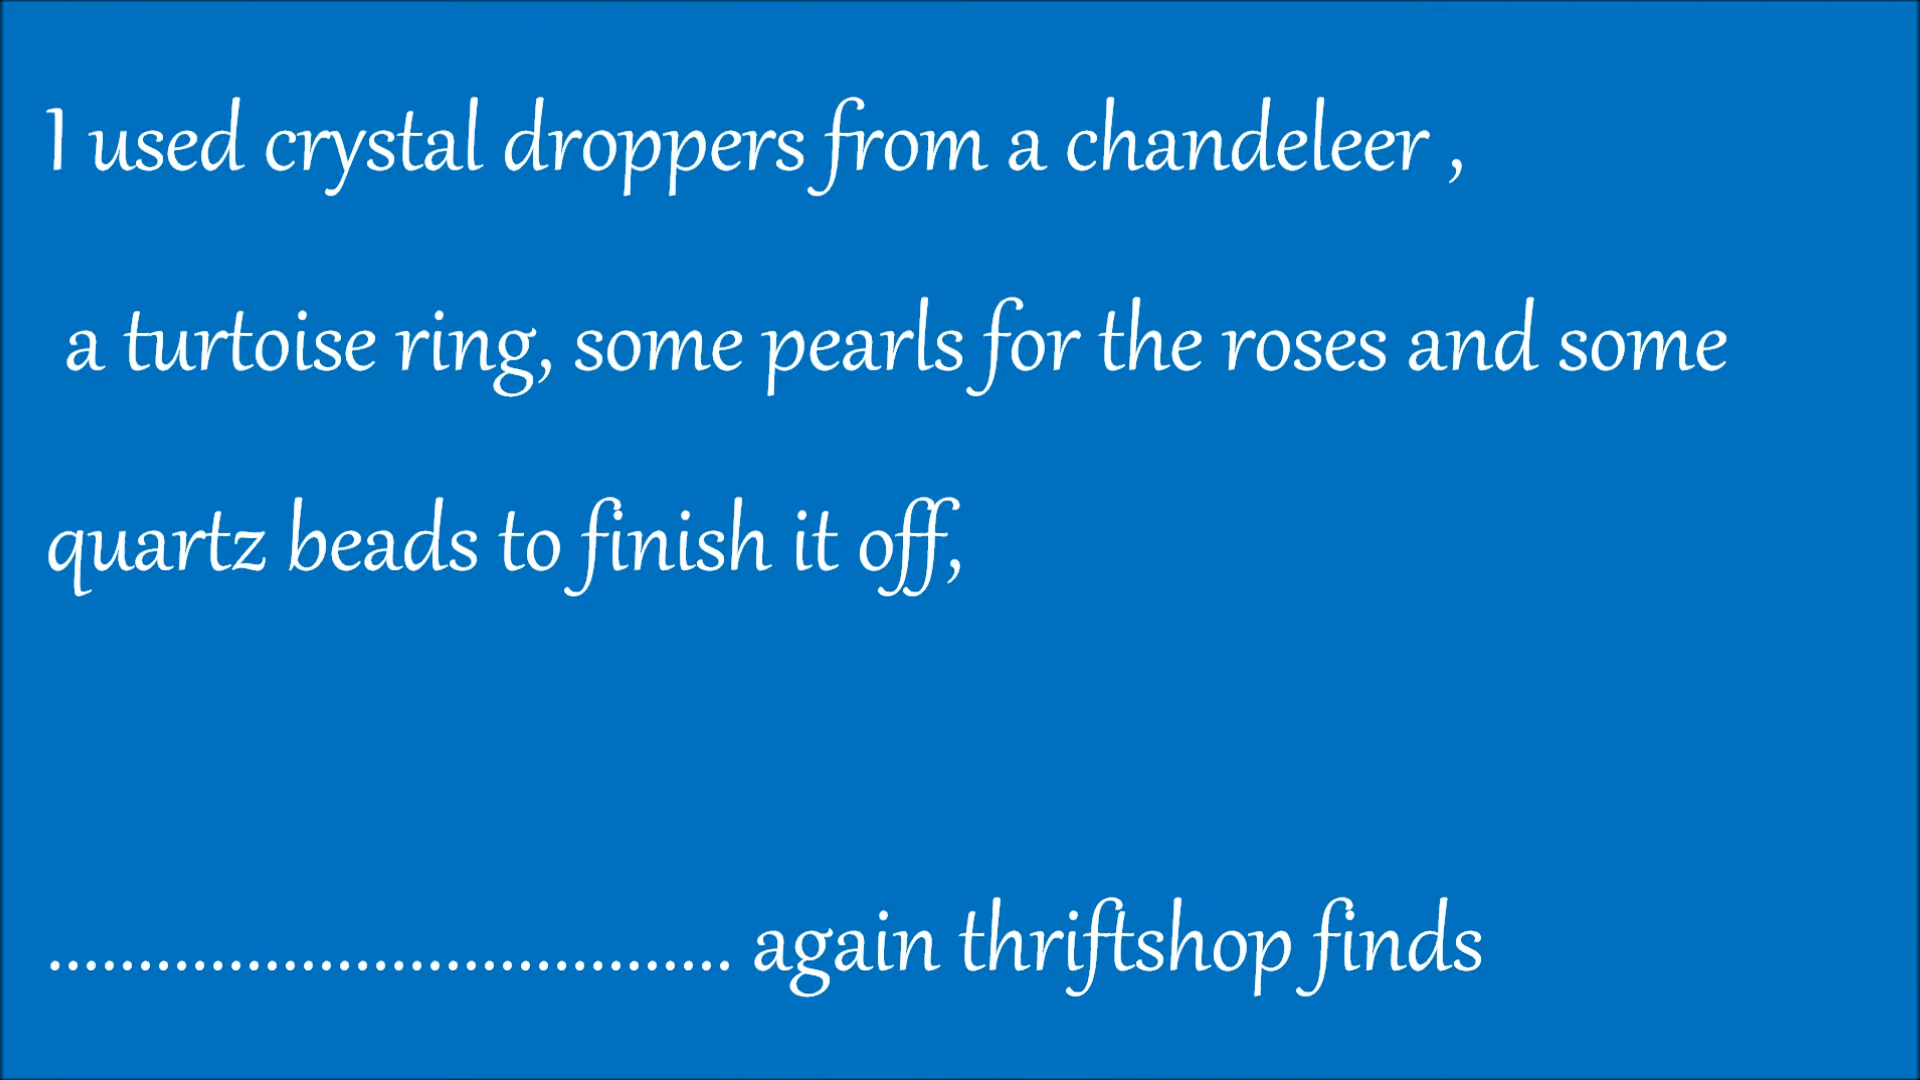 I used crystal droppers from a chandeleer ,
a turtoise ring, some pearls for the roses and some
quartz beads to finish it off,
...................................... again thriftshop finds